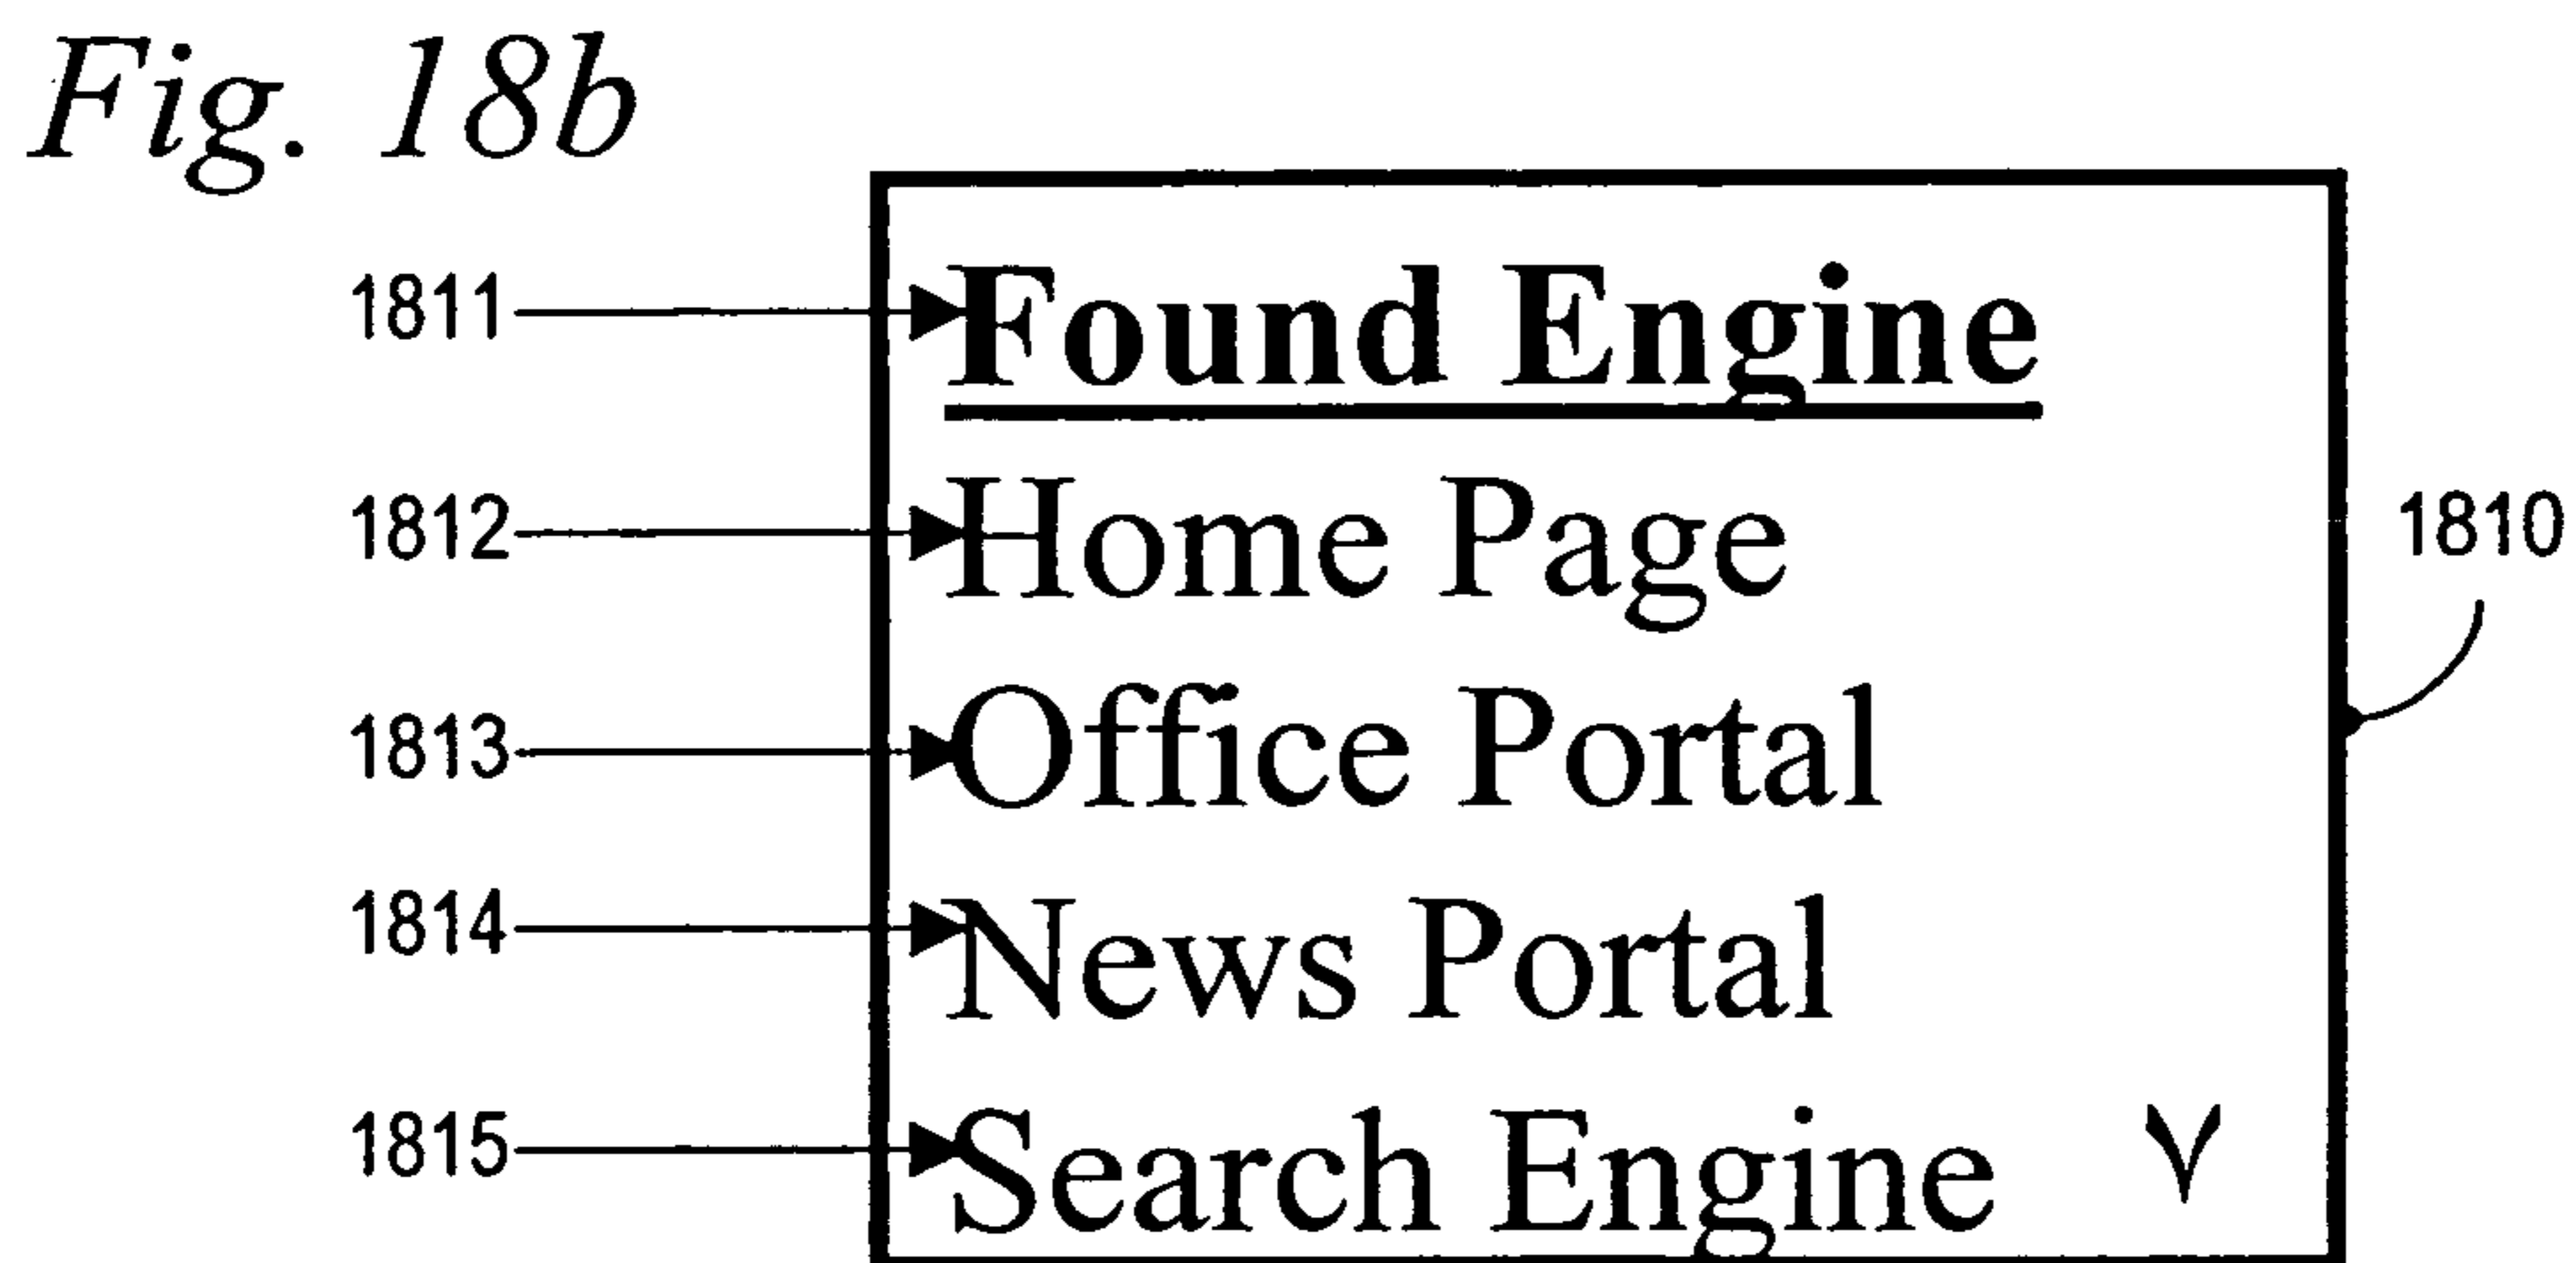 Fig. 18b
1811 Found Engine
1812 Home Page
1810
1813 Office Portal
1814 News Portal
1815 Search Engine